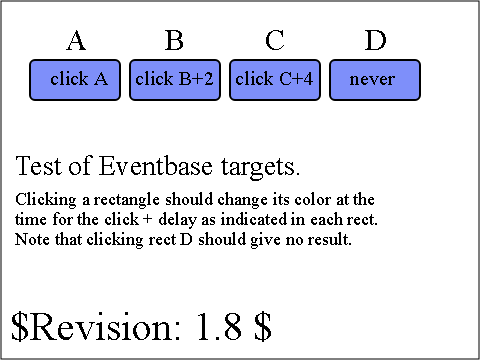 A B C D
click A click B+2 click C+4 never
Test of Eventbase targets.
Clicking a rectangle should change its color at the
time for the click + delay as indicated in each rect.
Note that clicking rect D should give no result.
$Revision: 1.8 $